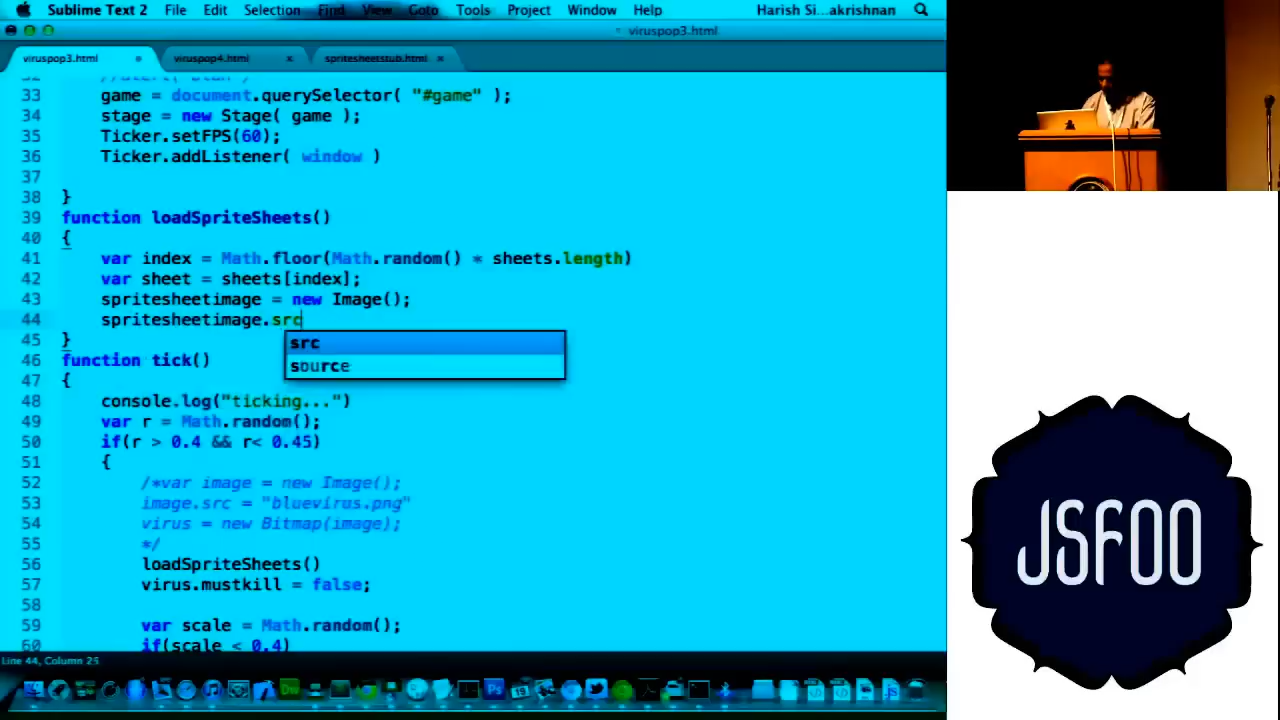 Sublime Text 2 File Edit Selection Find View Goto Tools Project Window Help Harish Si...akrishnan
viruspop3.html
viruspop3.html viruspop4.html spritesheetstub.html
33 game = document.querySelector( "#game" );
34 stage = new Stage( game );
35 Ticker.setFPS(60);
36 Ticker.addListener( window )
37
38 }
39 function loadSpriteSheets()
40 {
41 var index = Math.floor(Math.random() * sheets.length)
42 var sheet = sheets[index];
43 spritesheetimage = new Image();
44 spritesheetimage.src
src
source
45 }
46 function tick()
47 {
48 console.log("ticking...")
49 var r = Math.random();
50 if(r > 0.4 && r< 0.45)
51 {
52 /*var image = new Image();
53 image.src = "bluevirus.png"
54 virus = new Bitmap(image);
55 */
56 loadSpriteSheets()
57 virus.mustkill = false;
58
59 var scale = Math.random();
60 if(scale < 0.4)
Line 44, Column 25
JSFOO